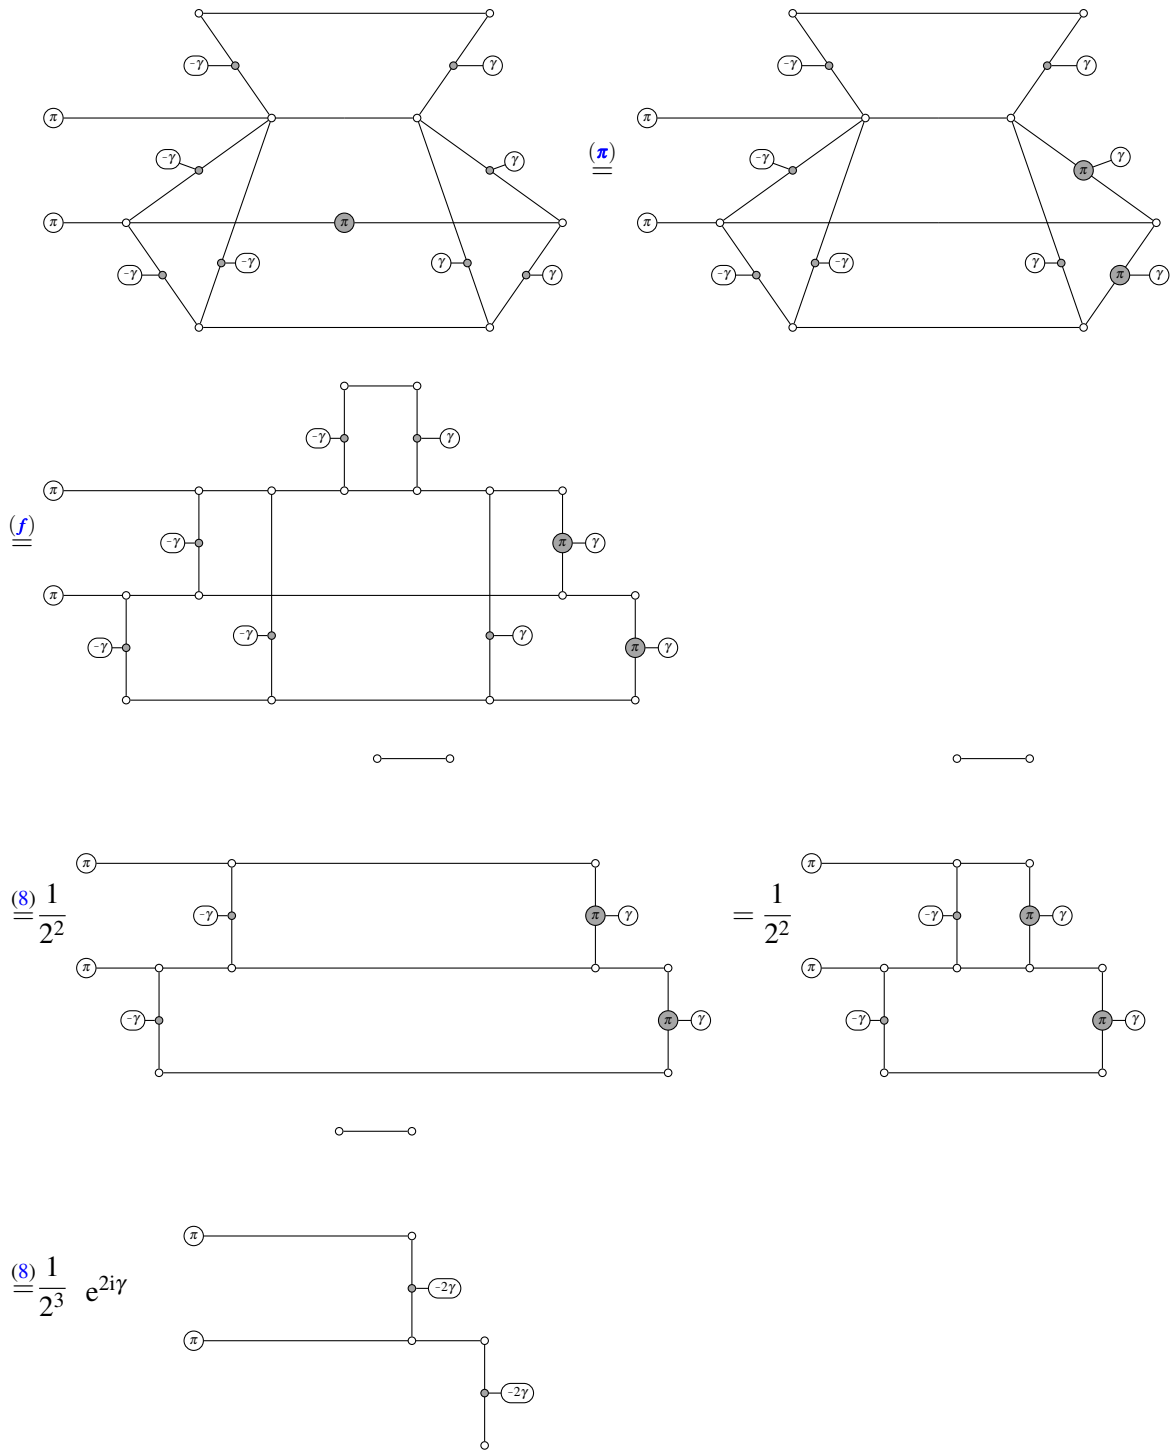 -γ γ -γ γ
π π
-γ γ (π) = -γ π γ
π π π
-γ -γ γ γ -γ -γ γ π γ
-γ γ
π
(f) = -γ π γ
π
-γ -γ γ π γ
π π
(8) = 1/2² -γ π γ = 1/2² -γ π γ
π π
-γ π γ -γ π γ
π
(8) = 1/2³ e^{2iγ} -2γ
π
-2γ